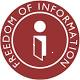 FREEDOM OF INFORMATION